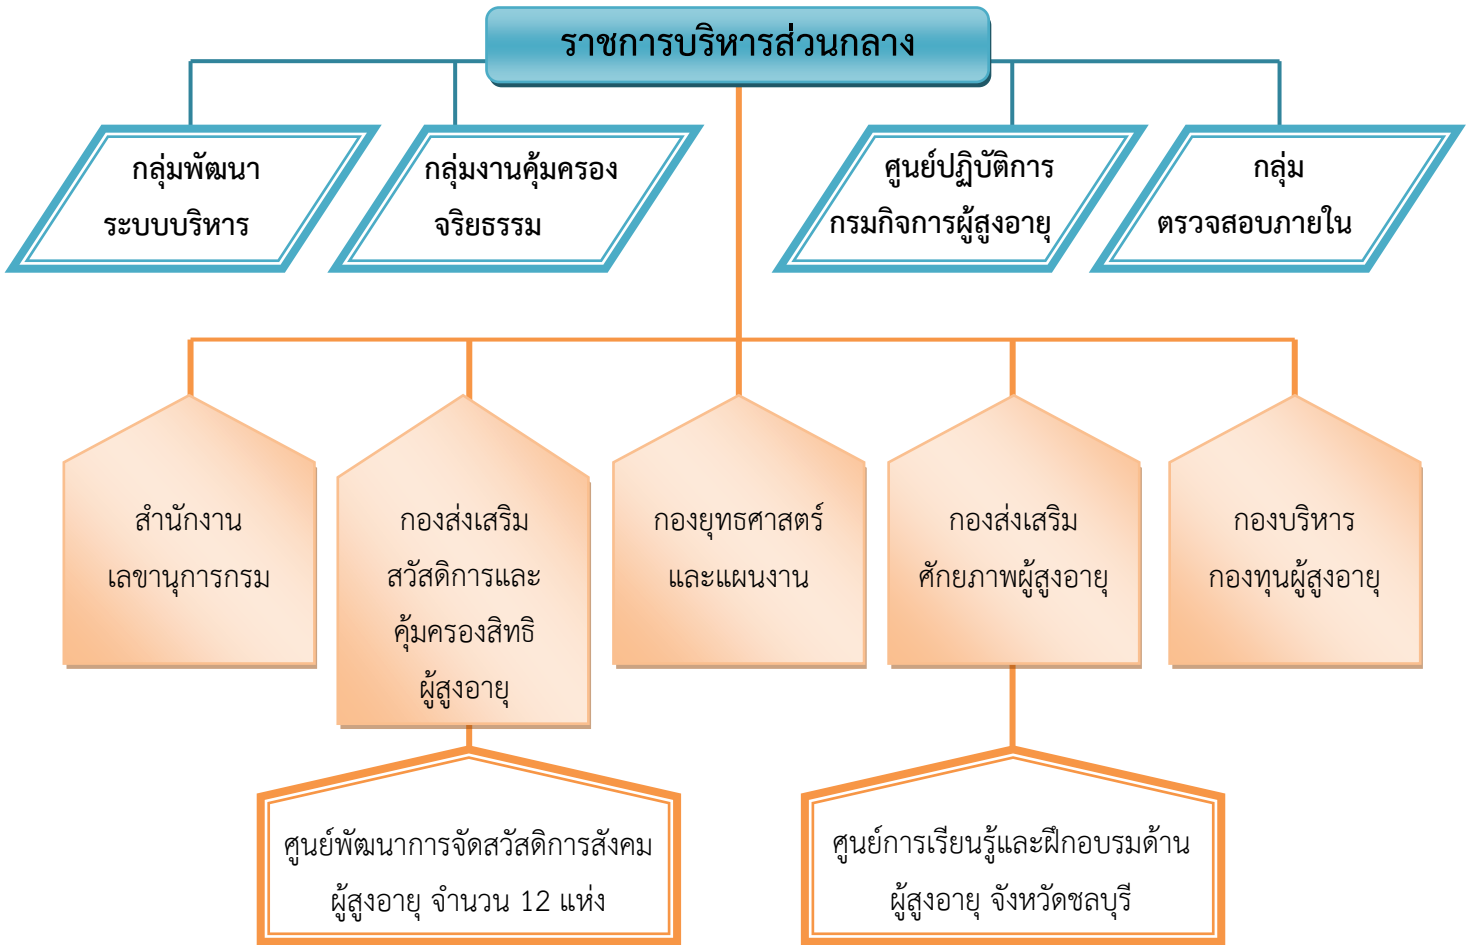 ราชการบริหารส่วนกลาง
กลุ่มพัฒนา
ระบบบริหาร
กลุ่มงานคุ้มครอง
จริยธรรม
ศูนย์ปฏิบัติการ
กรมกิจการผู้สูงอายุ
กลุ่ม
ตรวจสอบภายใน
สำนักงาน
เลขานุการกรม
กองส่งเสริม
สวัสดิการและ
คุ้มครองสิทธิ
ผู้สูงอายุ
กองยุทธศาสตร์
และแผนงาน
กองส่งเสริม
ศักยภาพผู้สูงอายุ
กองบริหาร
กองทุนผู้สูงอายุ
ศูนย์พัฒนาการจัดสวัสดิการสังคม
ผู้สูงอายุ จำนวน 12 แห่ง
ศูนย์การเรียนรู้และฝึกอบรมด้าน
ผู้สูงอายุ จังหวัดชลบุรี